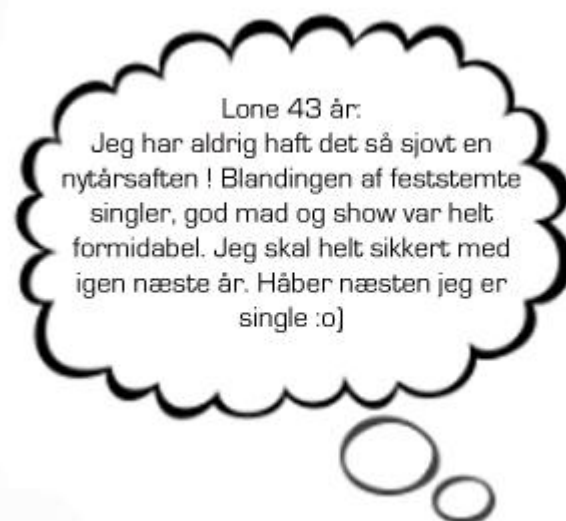 Lone 43 år:
Jeg har aldrig haft det så sjovt en
nytårsaften ! Blandingen af feststemte
singler, god mad og show var helt
formidabel. Jeg skal helt sikkert med
igen næste år. Håber næsten jeg er
single :o)